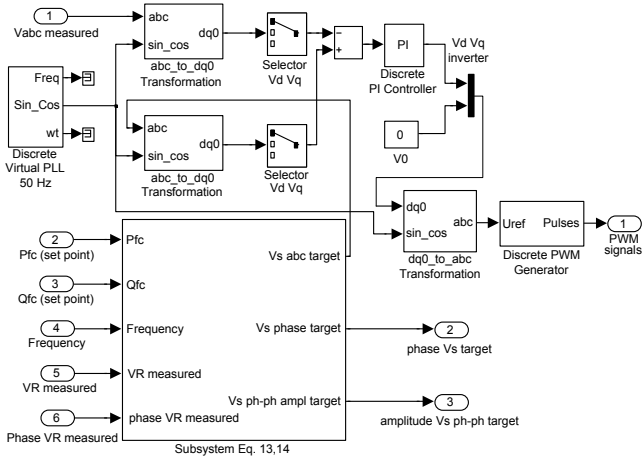 1
Vabc measured
abc
sin_cos
dq0
abc_to_dq0
Transformation
Selector
Vd Vq
−
+
PI
Discrete
PI Controller
Vd Vq
inverter
Freq
Sin_Cos
wt
Discrete
Virtual PLL
50 Hz
abc
sin_cos
dq0
abc_to_dq0
Transformation
Selector
Vd Vq
0
V0
dq0
sin_cos
abc
dq0_to_abc
Transformation
Uref
Pulses
Discrete PWM
Generator
1
PWM
signals
2
Pfc (set point)
3
Qfc (set point)
4
Frequency
5
VR measured
6
Phase VR measured
Pfc
Qfc
Frequency
VR measured
phase VR measured
Vs abc target
Vs phase target
Vs ph-ph ampl target
Subsystem Eq. 13,14
2
phase Vs target
3
amplitude Vs ph-ph target